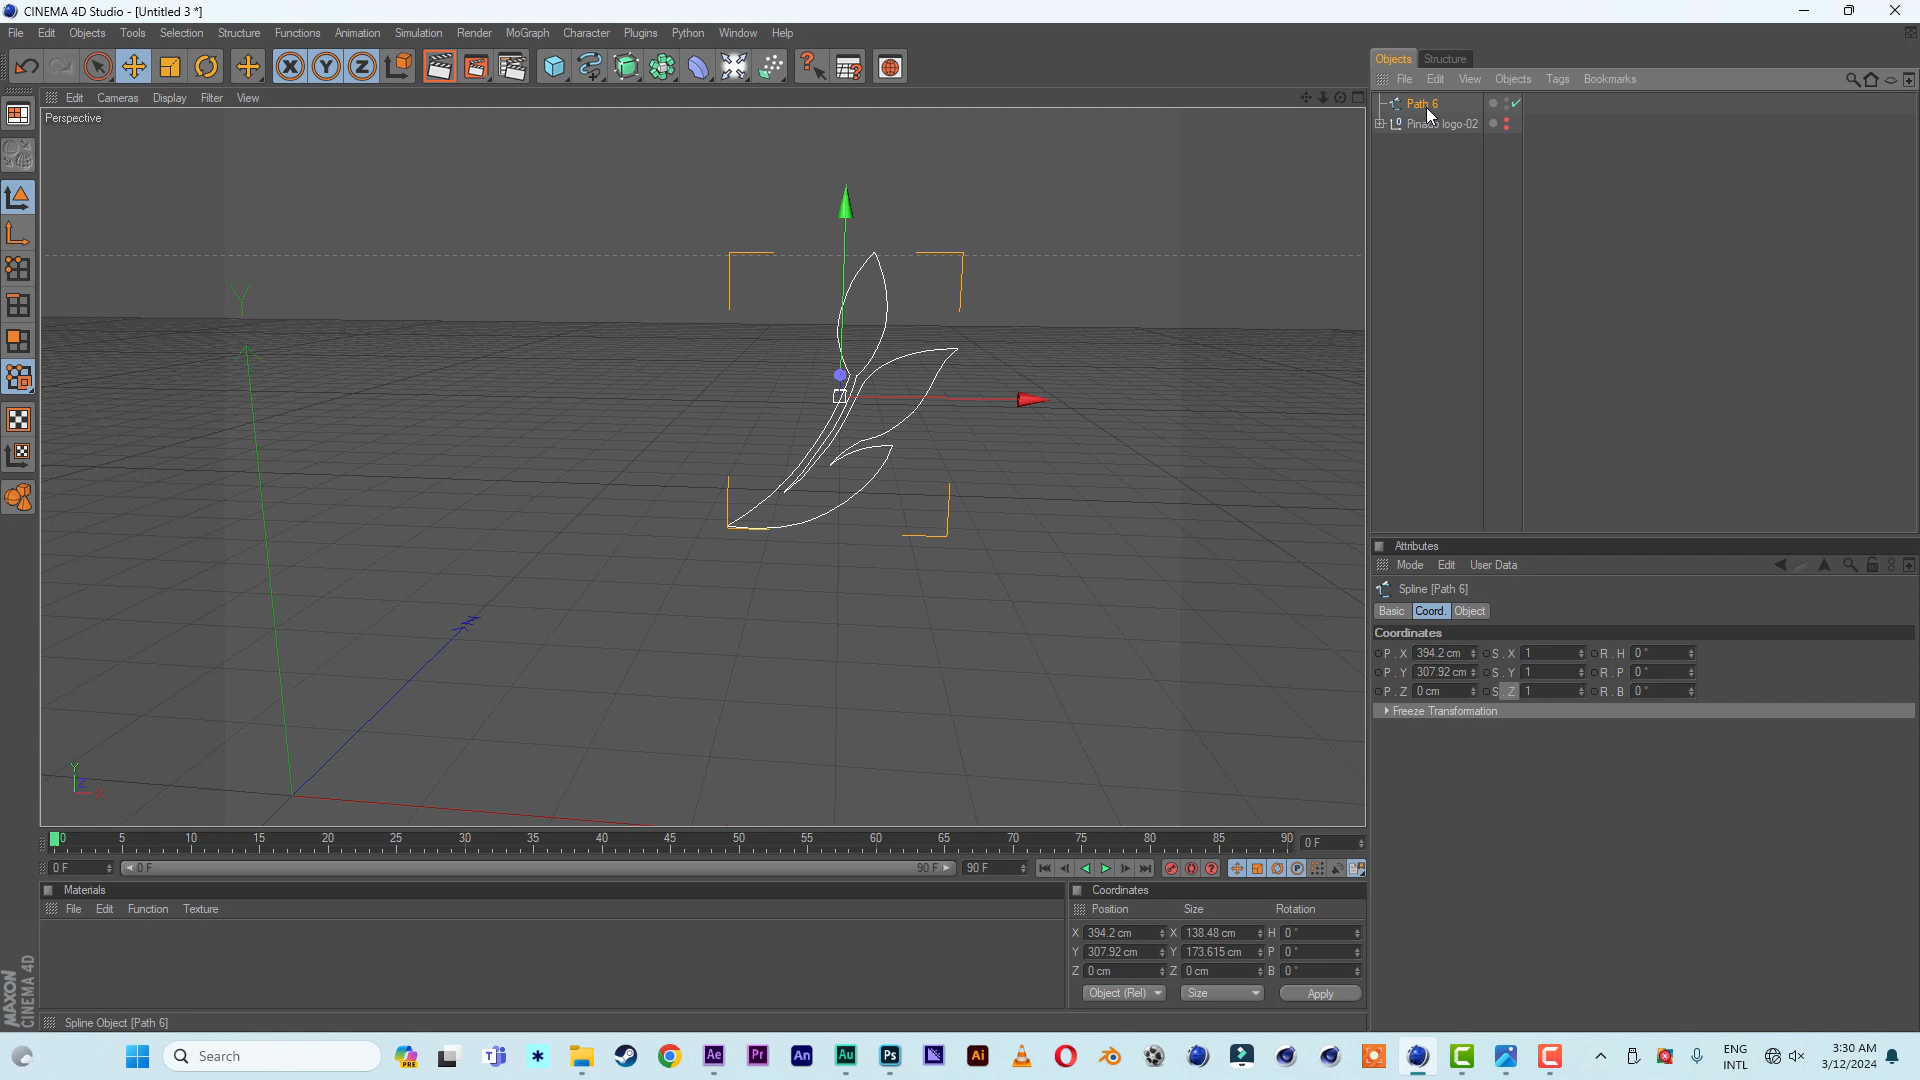 CINEMA 4D Studio - [Untitled 3 *]
File Edit Objects Tools Selection Structure Functions Animation Simulation Render MoGraph Character Plugins Python Window Help
Edit Cameras Display Filter View
Perspective
Y
X
Z
Objects Structure
File Edit View Objects Tags Bookmarks
Path 6
logo-02
Attributes
Mode Edit User Data
Spline [Path 6]
Basic Coord. Object
Coordinates
P . X 394.2 cm S . X 1 R . H 0 °
P . Y 307.92 cm S . Y 1 R . P 0 °
P . Z 0 cm S . Z 1 R . B 0 °
Freeze Transformation
0 5 10 15 20 25 30 35 40 45 50 55 60 65 70 75 80 85 90 0 F
0 F 0 F 90 F 90 F
Materials
File Edit Function Texture
Coordinates
Position Size Rotation
X 394.2 cm X 138.48 cm H 0 °
Y 307.92 cm Y 173.615 cm P 0 °
Z 0 cm Z 0 cm B 0 °
Object (Rel) Size Apply
MAXON CINEMA 4D
Spline Object [Path 6]
Search
ENG
INTL
3:30 AM
3/12/2024